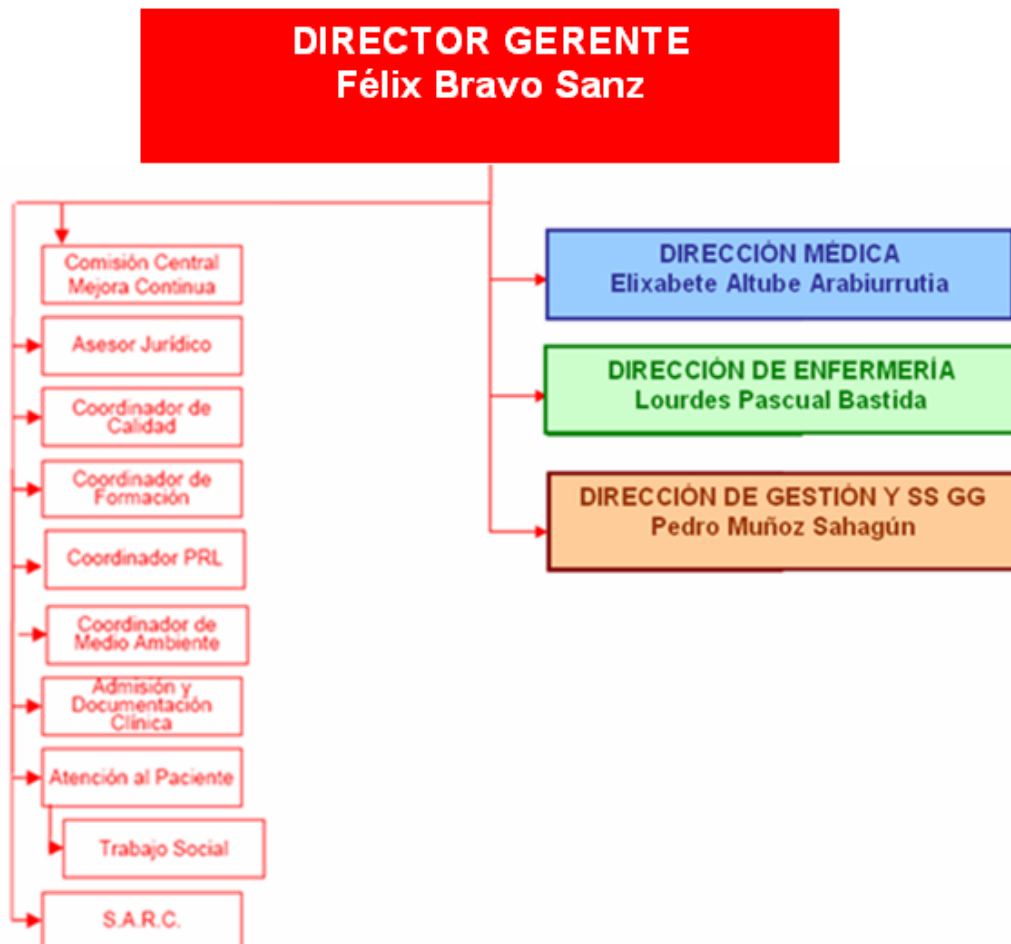 DIRECTOR GERENTE
Félix Bravo Sanz
Comisión Central
Mejora Continua
Asesor Jurídico
Coordinador de
Calidad
Coordinador de
Formación
Coordinador PRL
Coordinador de
Medio Ambiente
Admisión y
Documentación
Clínica
Atención al Paciente
Trabajo Social
S.A.R.C.
DIRECCIÓN MÉDICA
Elixabete Altube Arabiurrutia
DIRECCIÓN DE ENFERMERÍA
Lourdes Pascual Bastida
DIRECCIÓN DE GESTIÓN Y SS GG
Pedro Muñoz Sahagún